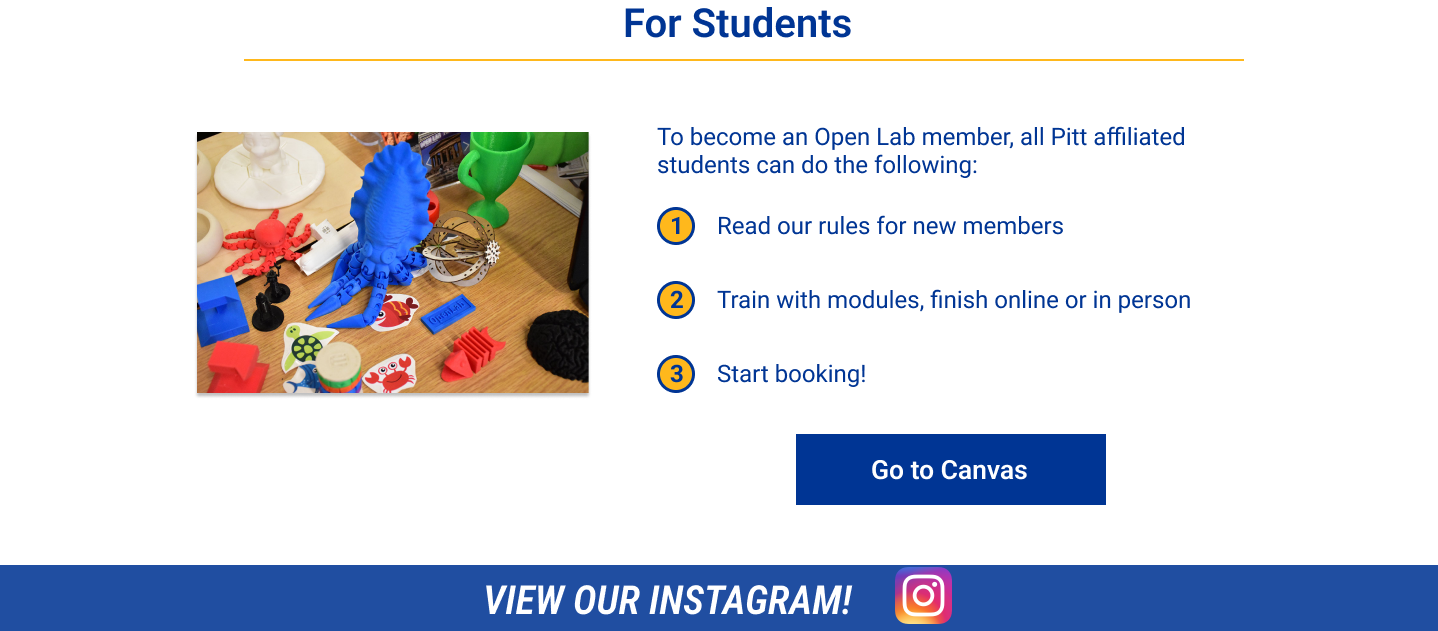 For Students
To become an Open Lab member, all Pitt affiliated
students can do the following:
1 Read our rules for new members
2 Train with modules, finish online or in person
3 Start booking!
Go to Canvas
VIEW OUR INSTAGRAM!